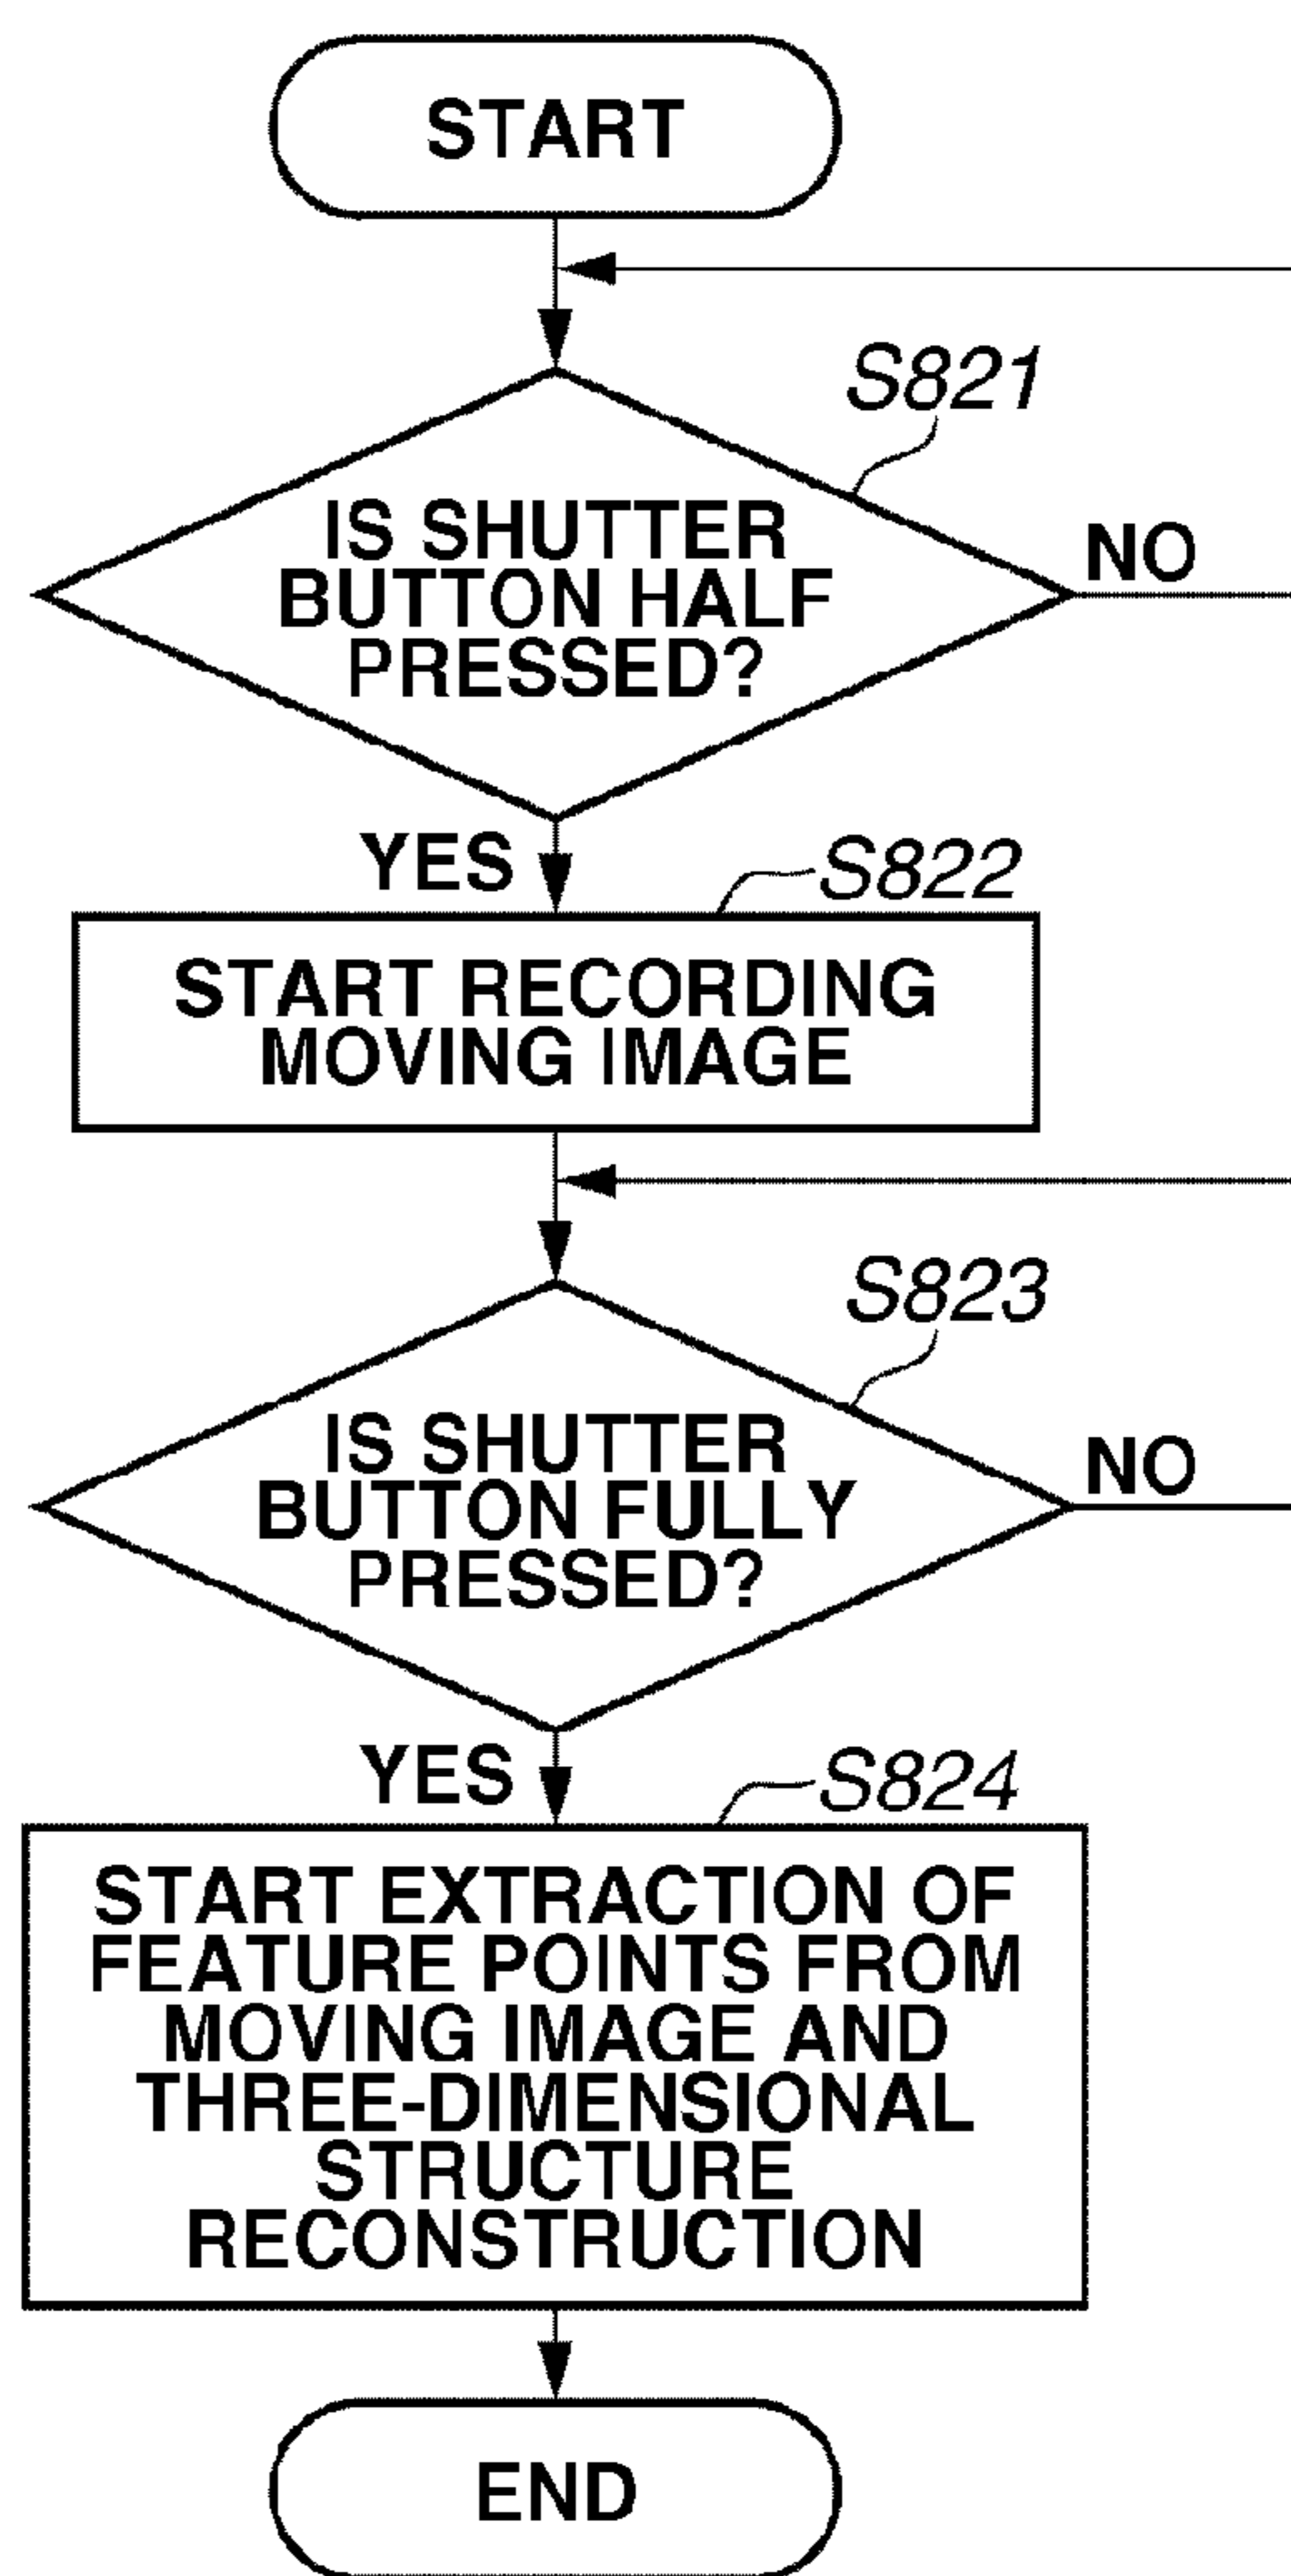 START
S821
IS SHUTTER
BUTTON HALF
PRESSED?
NO
YES
S822
START RECORDING
MOVING IMAGE
S823
IS SHUTTER
BUTTON FULLY
PRESSED?
NO
YES
S824
START EXTRACTION OF
FEATURE POINTS FROM
MOVING IMAGE AND
THREE-DIMENSIONAL
STRUCTURE
RECONSTRUCTION
END